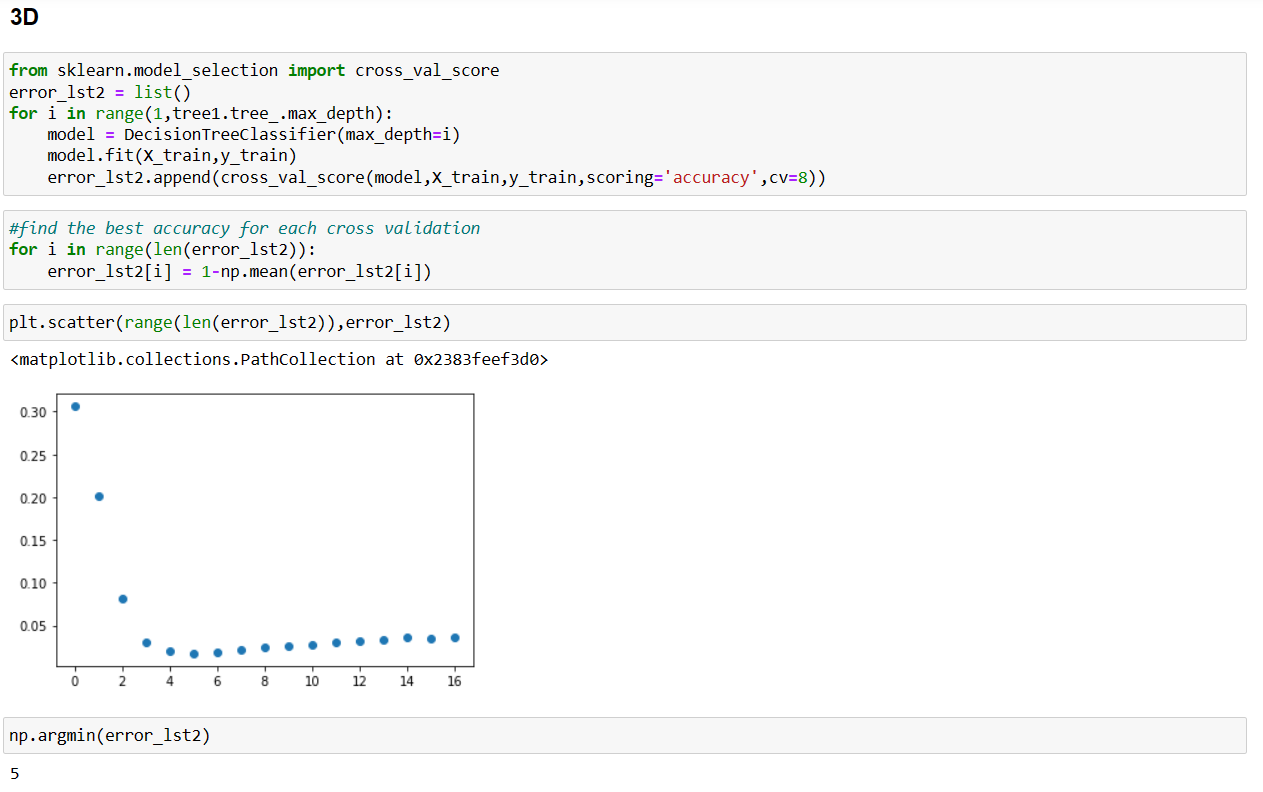 3D
from sklearn.model_selection import cross_val_score
error_lst2 = list()
for i in range(1,tree1.tree_.max_depth):
    model = DecisionTreeClassifier(max_depth=i)
    model.fit(X_train,y_train)
    error_lst2.append(cross_val_score(model,X_train,y_train,scoring='accuracy',cv=8))
#find the best accuracy for each cross validation
for i in range(len(error_lst2)):
    error_lst2[i] = 1-np.mean(error_lst2[i])
plt.scatter(range(len(error_lst2)),error_lst2)
<matplotlib.collections.PathCollection at 0x2383feef3d0>
0.30
0.25
0.20
0.15
0.10
0.05
0 2 4 6 8 10 12 14 16
np.argmin(error_lst2)
5